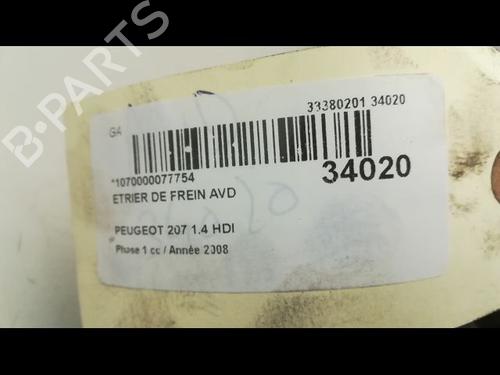 B-PARTS
GA
33380201 34020
*1070000077754
34020
ETRIER DE FREIN AVD
PEUGEOT 207 1.4 HDI
Phase 1 cc / Année 2008